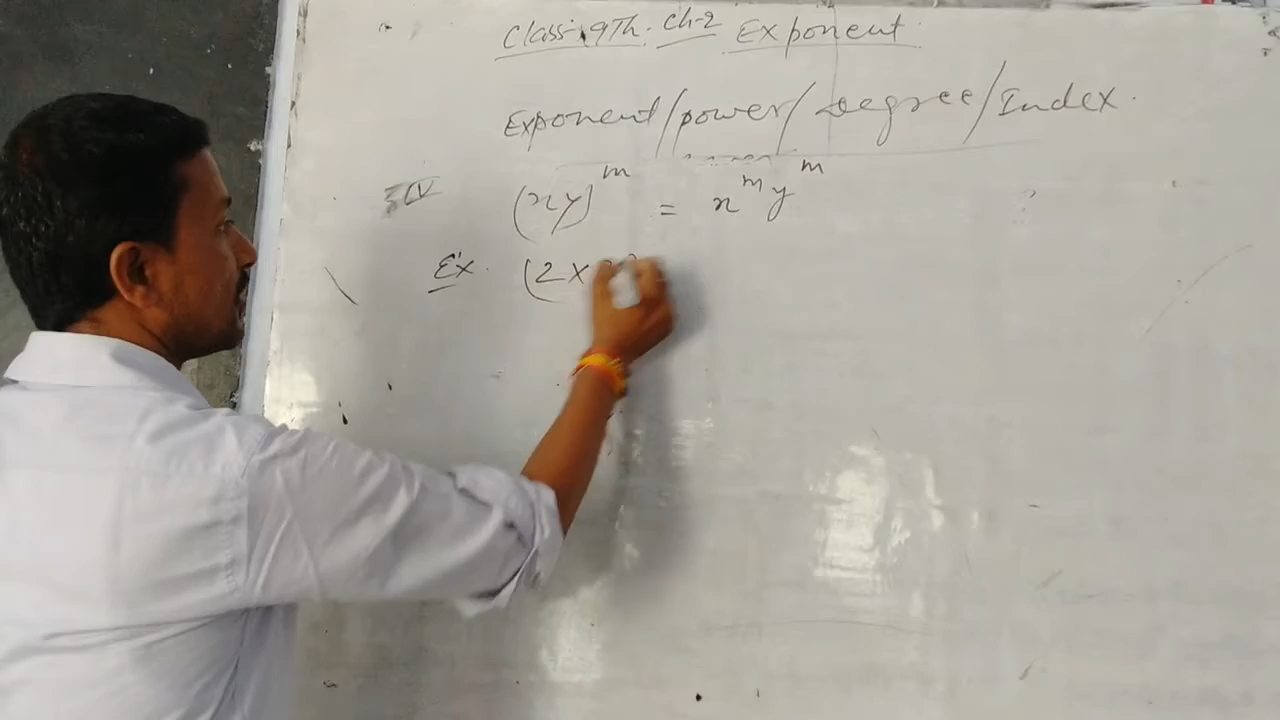 Class:9Th. Ch-2 Exponent
Exponent/power/Degree/Index.
(xy)^m = x^m y^m
Ex. (2x